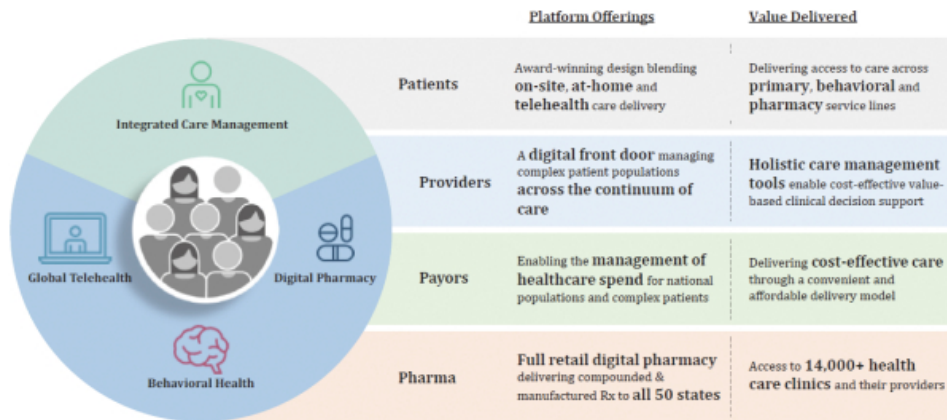 Platform Offerings
Value Delivered
Integrated Care Management
Global Telehealth
Digital Pharmacy
Behavioral Health
Patients
Award-winning design blending
on-site, at-home and
telehealth care delivery
Delivering access to care across
primary, behavioral and
pharmacy service lines
Providers
A digital front door managing
complex patient populations
across the continuum of
care
Holistic care management
tools enable cost-effective value-
based clinical decision support
Payors
Enabling the management of
healthcare spend for national
populations and complex patients
Delivering cost-effective care
through a convenient and
affordable delivery model
Pharma
Full retail digital pharmacy
delivering compounded &
manufactured Rx to all 50 states
Access to 14,000+ health
care clinics and their providers